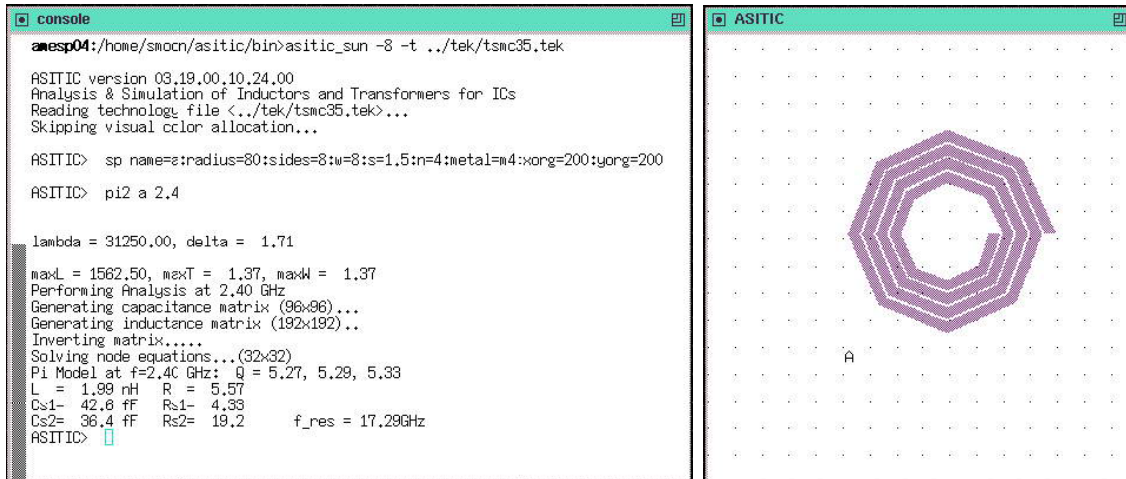 console
amesp04:/home/smocn/asitic/bin>asitic_sun -8 -t ../tek/tsmc35.tek
ASITIC version 03.19.00.10.24.00
Analysis & Simulation of Inductors and Transformers for ICs
Reading technology file <../tek/tsmc35.tek>...
Skipping visual color allocation...
ASITIC> sp name=a:radius=80:sides=8:w=8:s=1.5:n=4:metal=m4:xorg=200:yorg=200
ASITIC> pi2 a 2.4
lambda = 31250.00, delta = 1.71
maxL = 1562.50, maxT = 1.37, maxW = 1.37
Performing Analysis at 2.40 GHz
Generating capacitance matrix (96x96)...
Generating inductance matrix (192x192)..
Inverting matrix.....
Solving node equations...(32x32)
Pi Model at f=2.40 GHz: Q = 5.27, 5.29, 5.33
L = 1.99 nH R = 5.57
Cs1= 42.6 fF Rs1= 4.33
Cs2= 36.4 fF Rs2= 19.2 f_res = 17.29GHz
ASITIC>
ASITIC
A